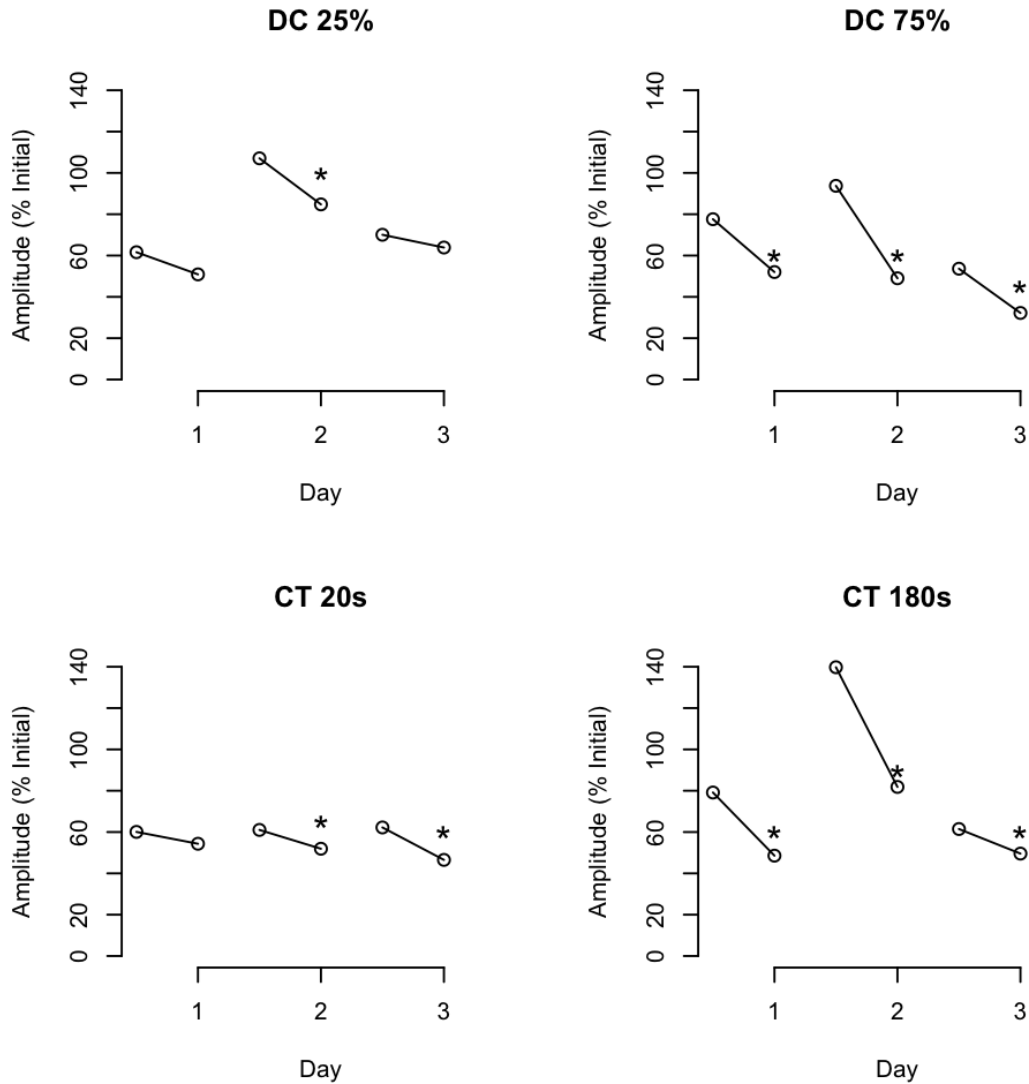 DC 25%
Amplitude (% Initial)
0 20 60 100 140
*
1 2 3
Day
DC 75%
Amplitude (% Initial)
0 20 60 100 140
* * *
1 2 3
Day
CT 20s
Amplitude (% Initial)
0 20 60 100 140
* *
1 2 3
Day
CT 180s
Amplitude (% Initial)
0 20 60 100 140
* * *
1 2 3
Day